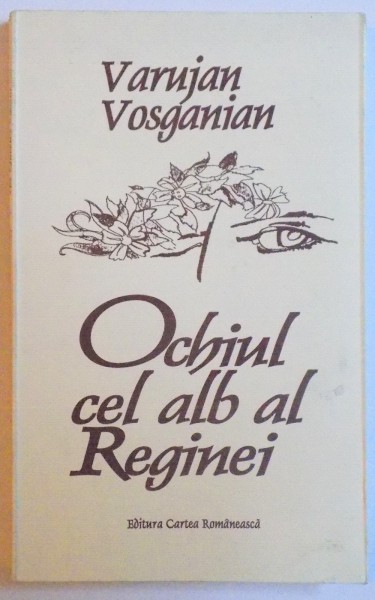 Varujan
Vosganian
Ochiul
cel alb al
Reginei
Editura Cartea Românească